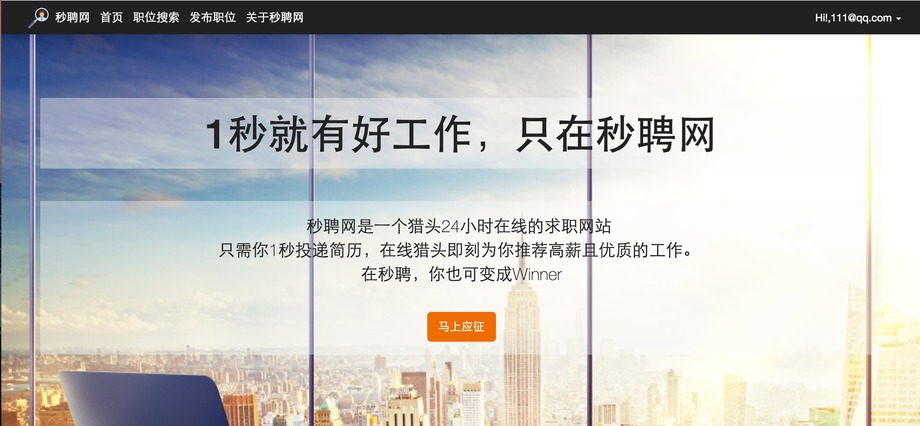 秒聘网 首页 职位搜索 发布职位 关于秒聘网 Hi!,111@qq.com
1秒就有好工作，只在秒聘网
秒聘网是一个猎头24小时在线的求职网站
只需你1秒投递简历，在线猎头即刻为你推荐高薪且优质的工作。
在秒聘，你也可变成Winner
马上应征